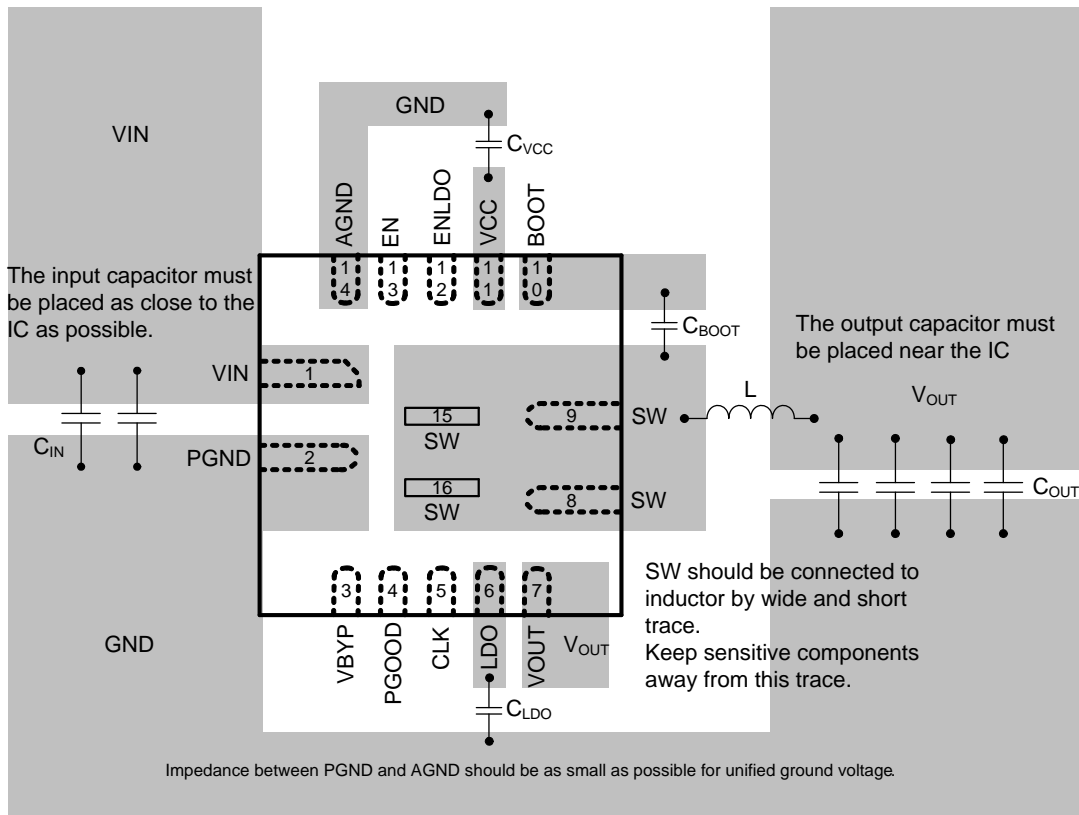 GND
VIN
CVCC
AGND
EN
ENLDO
VCC
BOOT
14
13
12
11
10
The input capacitor must
be placed as close to the
IC as possible.
CBOOT
The output capacitor must
be placed near the IC
VIN
1
L
VOUT
15
SW
9
SW
CIN
PGND
2
16
SW
8
SW
COUT
3
4
5
6
7
SW should be connected to
inductor by wide and short
trace.
Keep sensitive components
away from this trace.
GND
VBYP
PGOOD
CLK
LDO
VOUT
VOUT
CLDO
Impedance between PGND and AGND should be as small as possible for unified ground voltage.